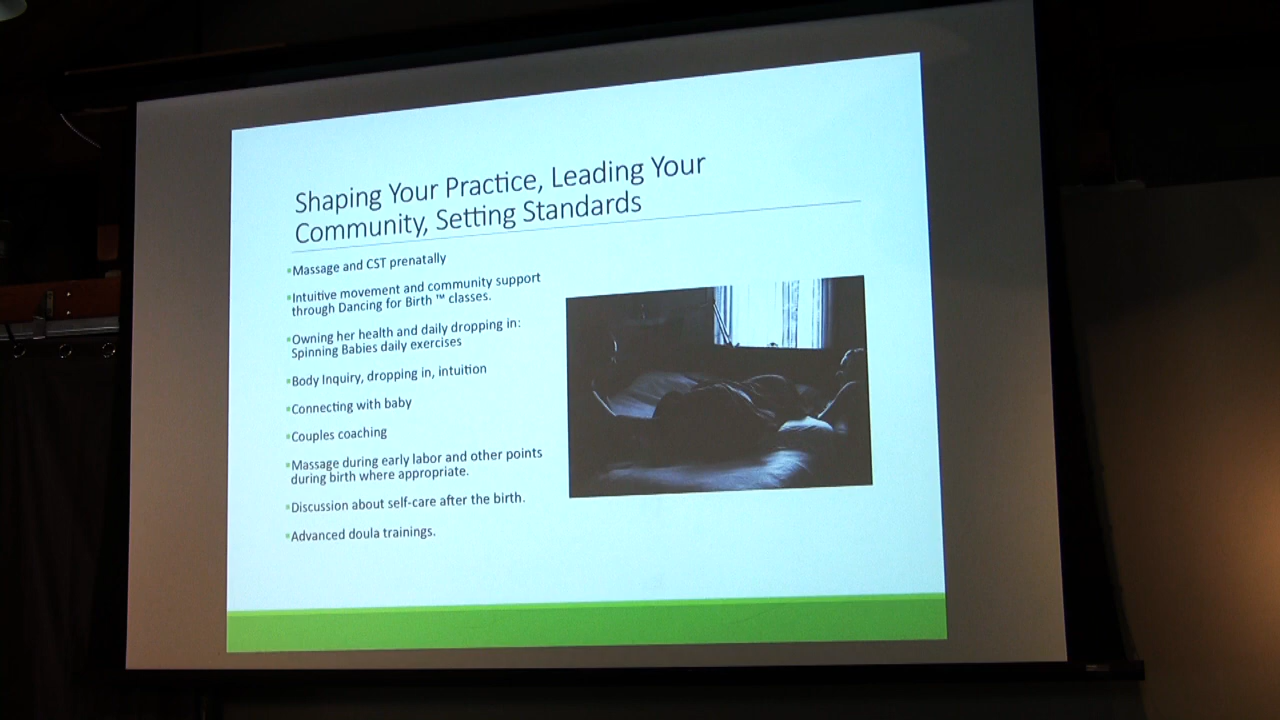 Shaping Your Practice, Leading Your
Community, Setting Standards
▪Massage and CST prenatally
▪Intuitive movement and community support
through Dancing for Birth ™ classes.
▪Owning her health and daily dropping in:
Spinning Babies daily exercises
▪Body Inquiry, dropping in, intuition
▪Connecting with baby
▪Couples coaching
▪Massage during early labor and other points
during birth where appropriate.
▪Discussion about self-care after the birth.
▪Advanced doula trainings.